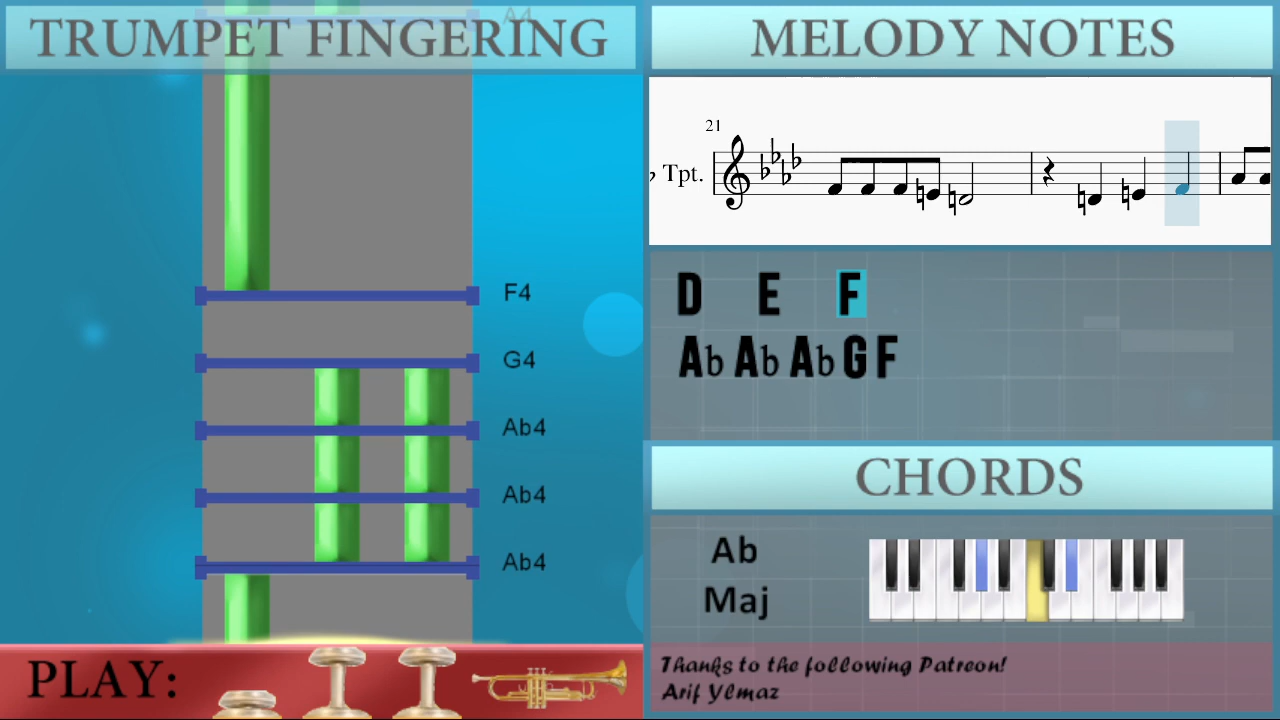 TRUMPET FINGERING
A4
F4
G4
Ab4
Ab4
Ab4
PLAY:
MELODY NOTES
21
♭ Tpt.
D E F
Ab Ab Ab G F
CHORDS
Ab
Maj
Thanks to the following Patreon!
Arif Ylmaz